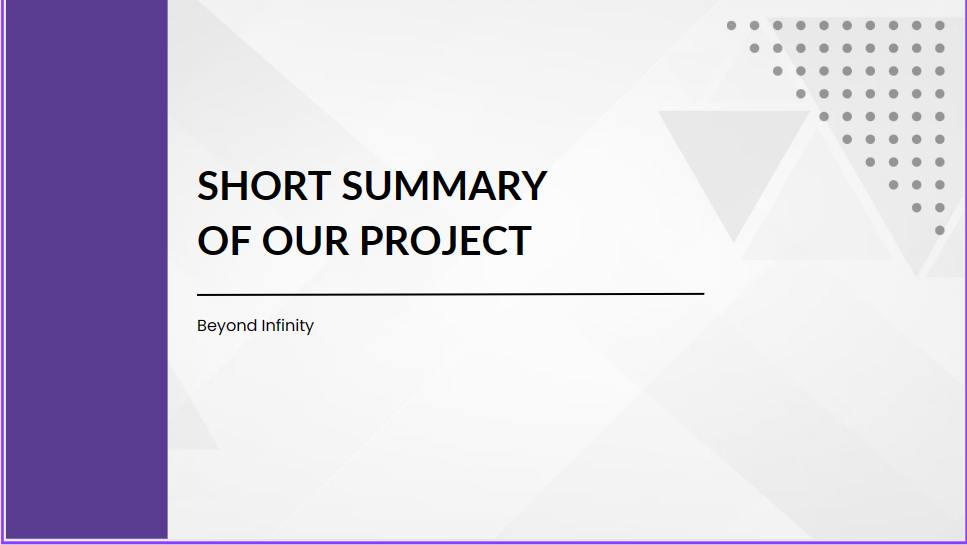 SHORT SUMMARY
OF OUR PROJECT
Beyond Infinity